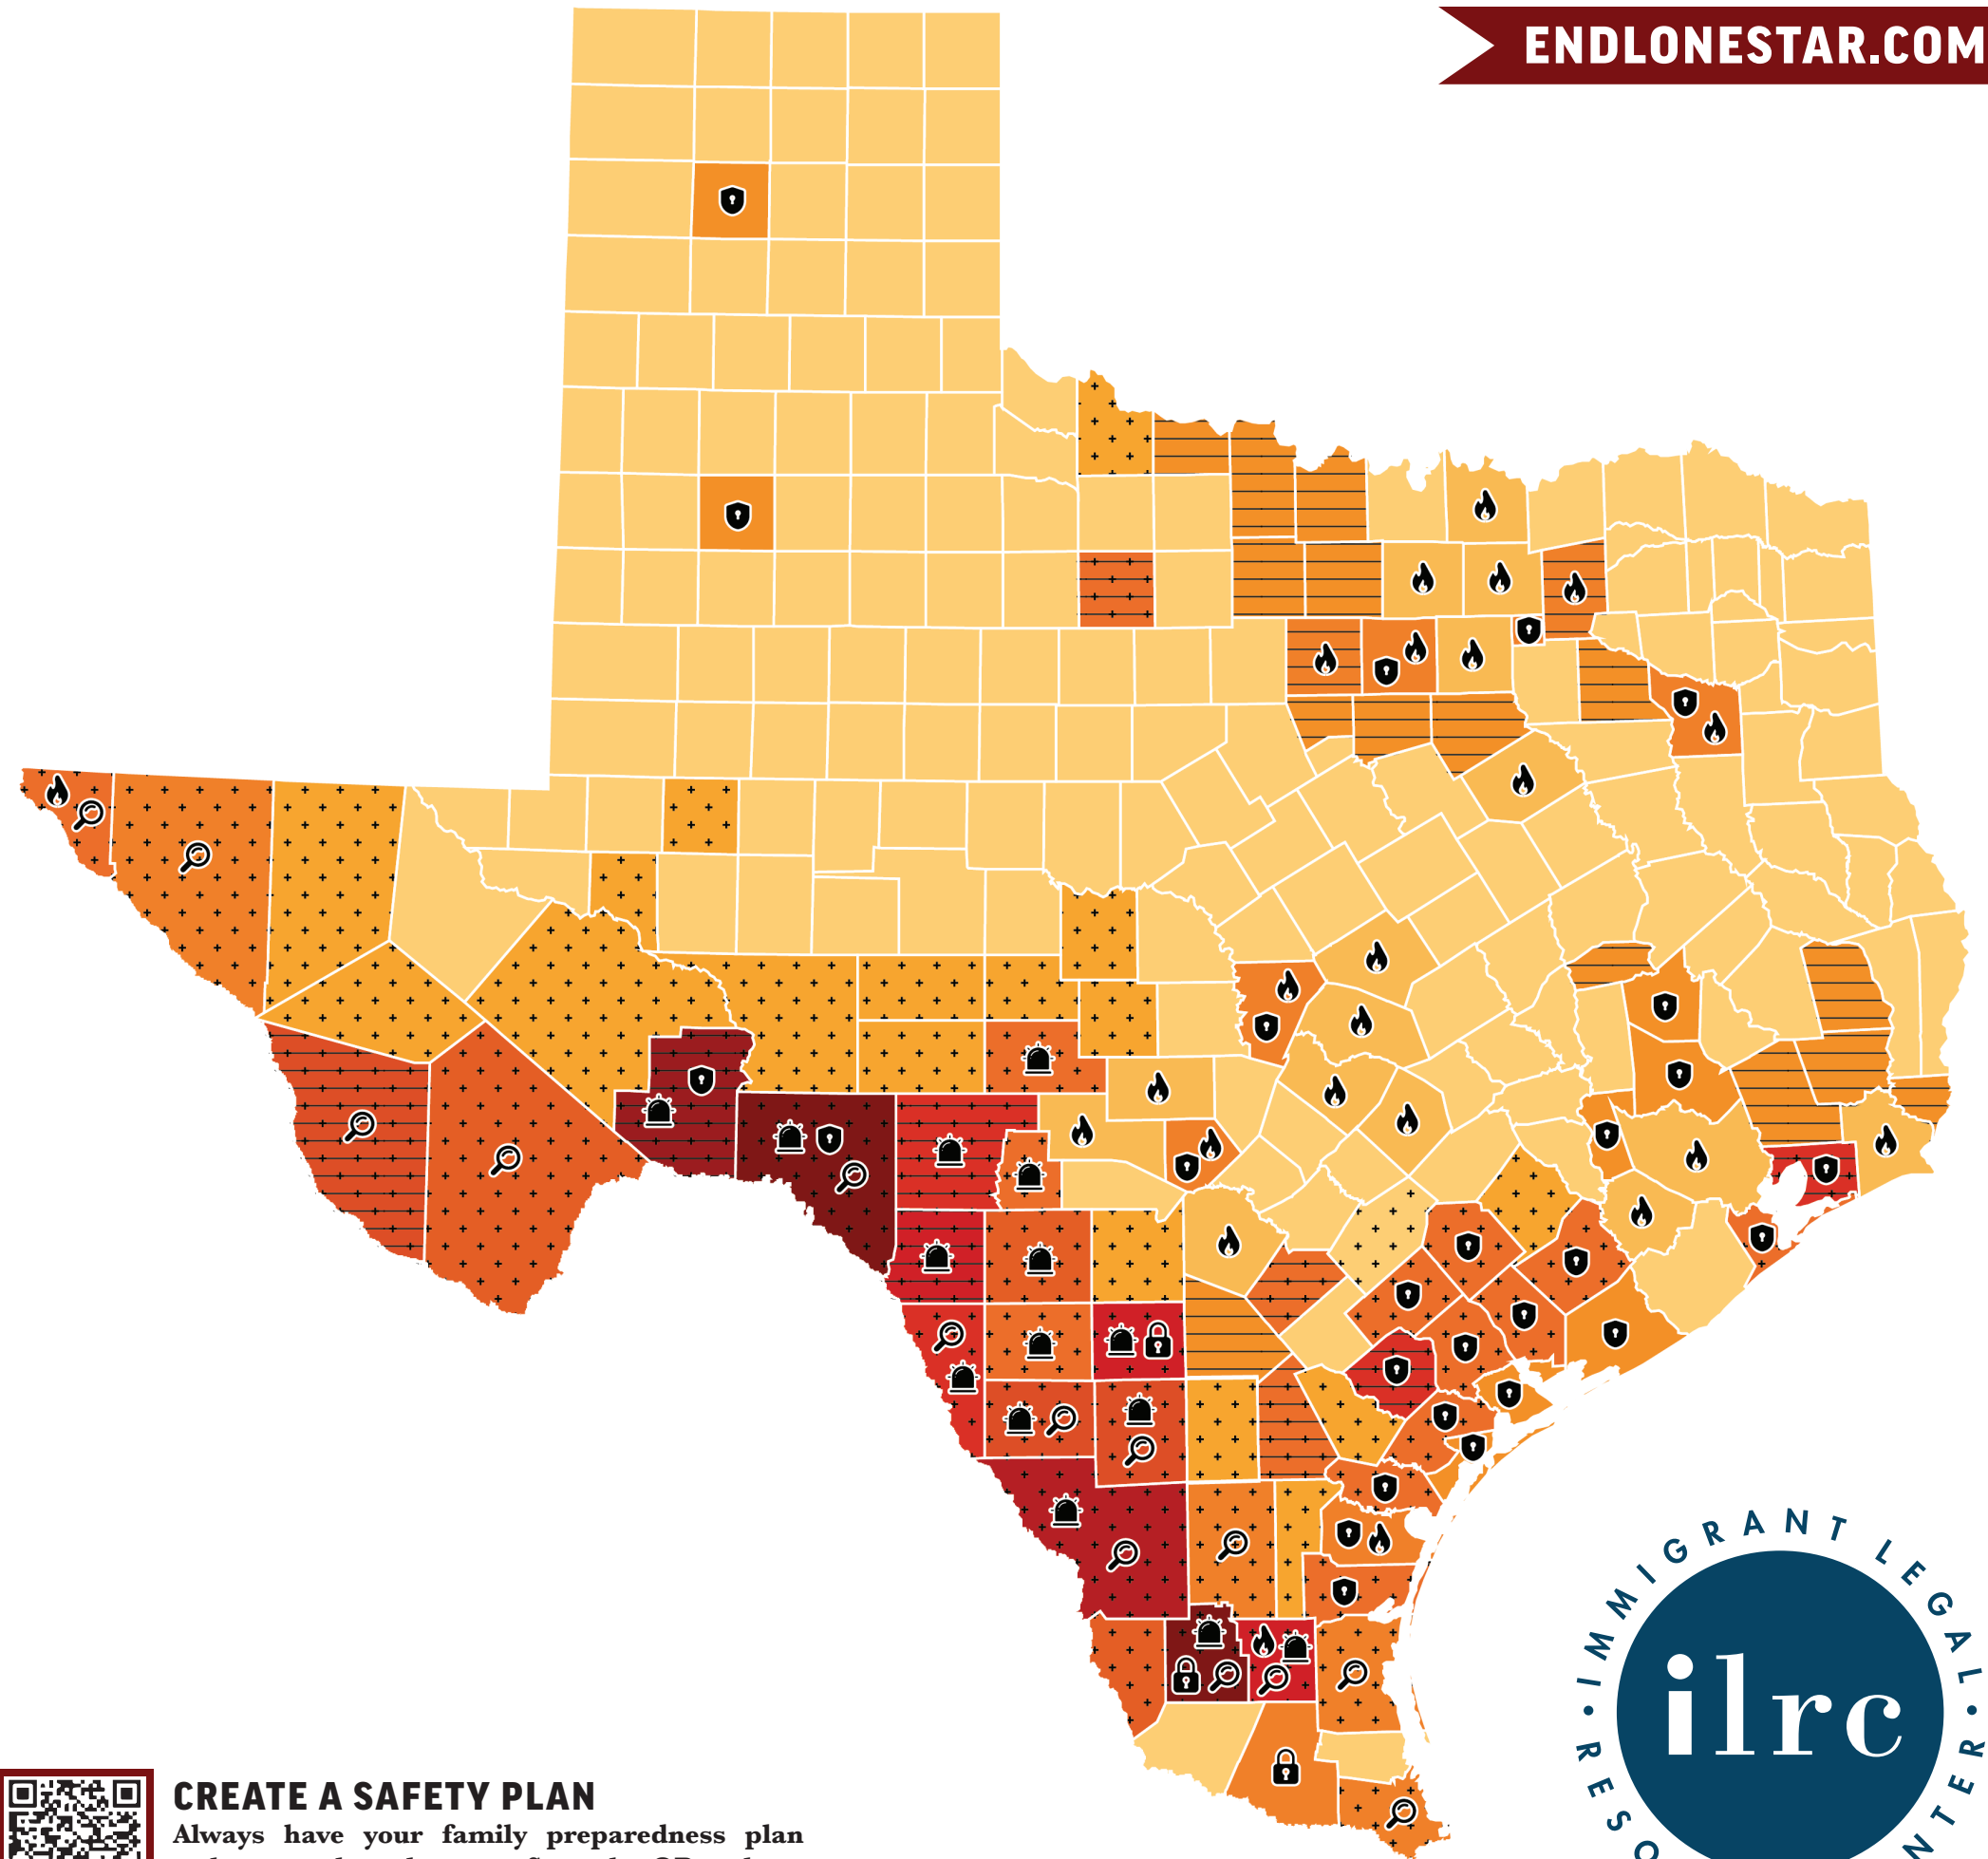 ENDLONESTAR.COM
IMMIGRANT LEGAL
ilrc
CREATE A SAFETY PLAN
Always have your family preparedness plan